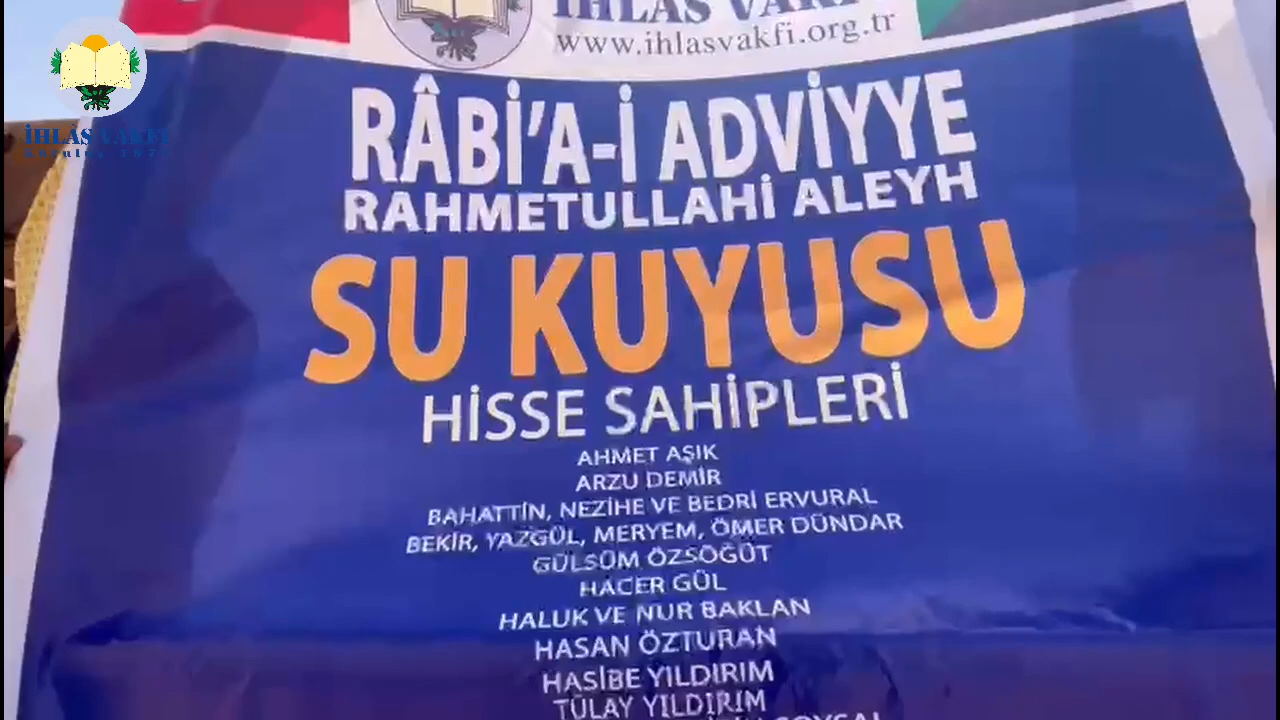 İHLAS VAKFI
www.ihlasvakfi.org.tr
İHLAS VAKFI
RÂBİ'A-İ ADVİYYE
RAHMETULLAHİ ALEYH
SU KUYUSU
HİSSE SAHİPLERİ
AHMET AŞIK
ARZU DEMİR
BAHATTİN, NEZİHE VE BEDRİ ERVURAL
BEKİR, YAZGÜL, MERYEM, ÖMER DÜNDAR
GÜLSÜM ÖZSÖĞÜT
HACER GÜL
HALUK VE NUR BAKLAN
HASAN ÖZTURAN
HASİBE YILDIRIM
TÜLAY YILDIRIM